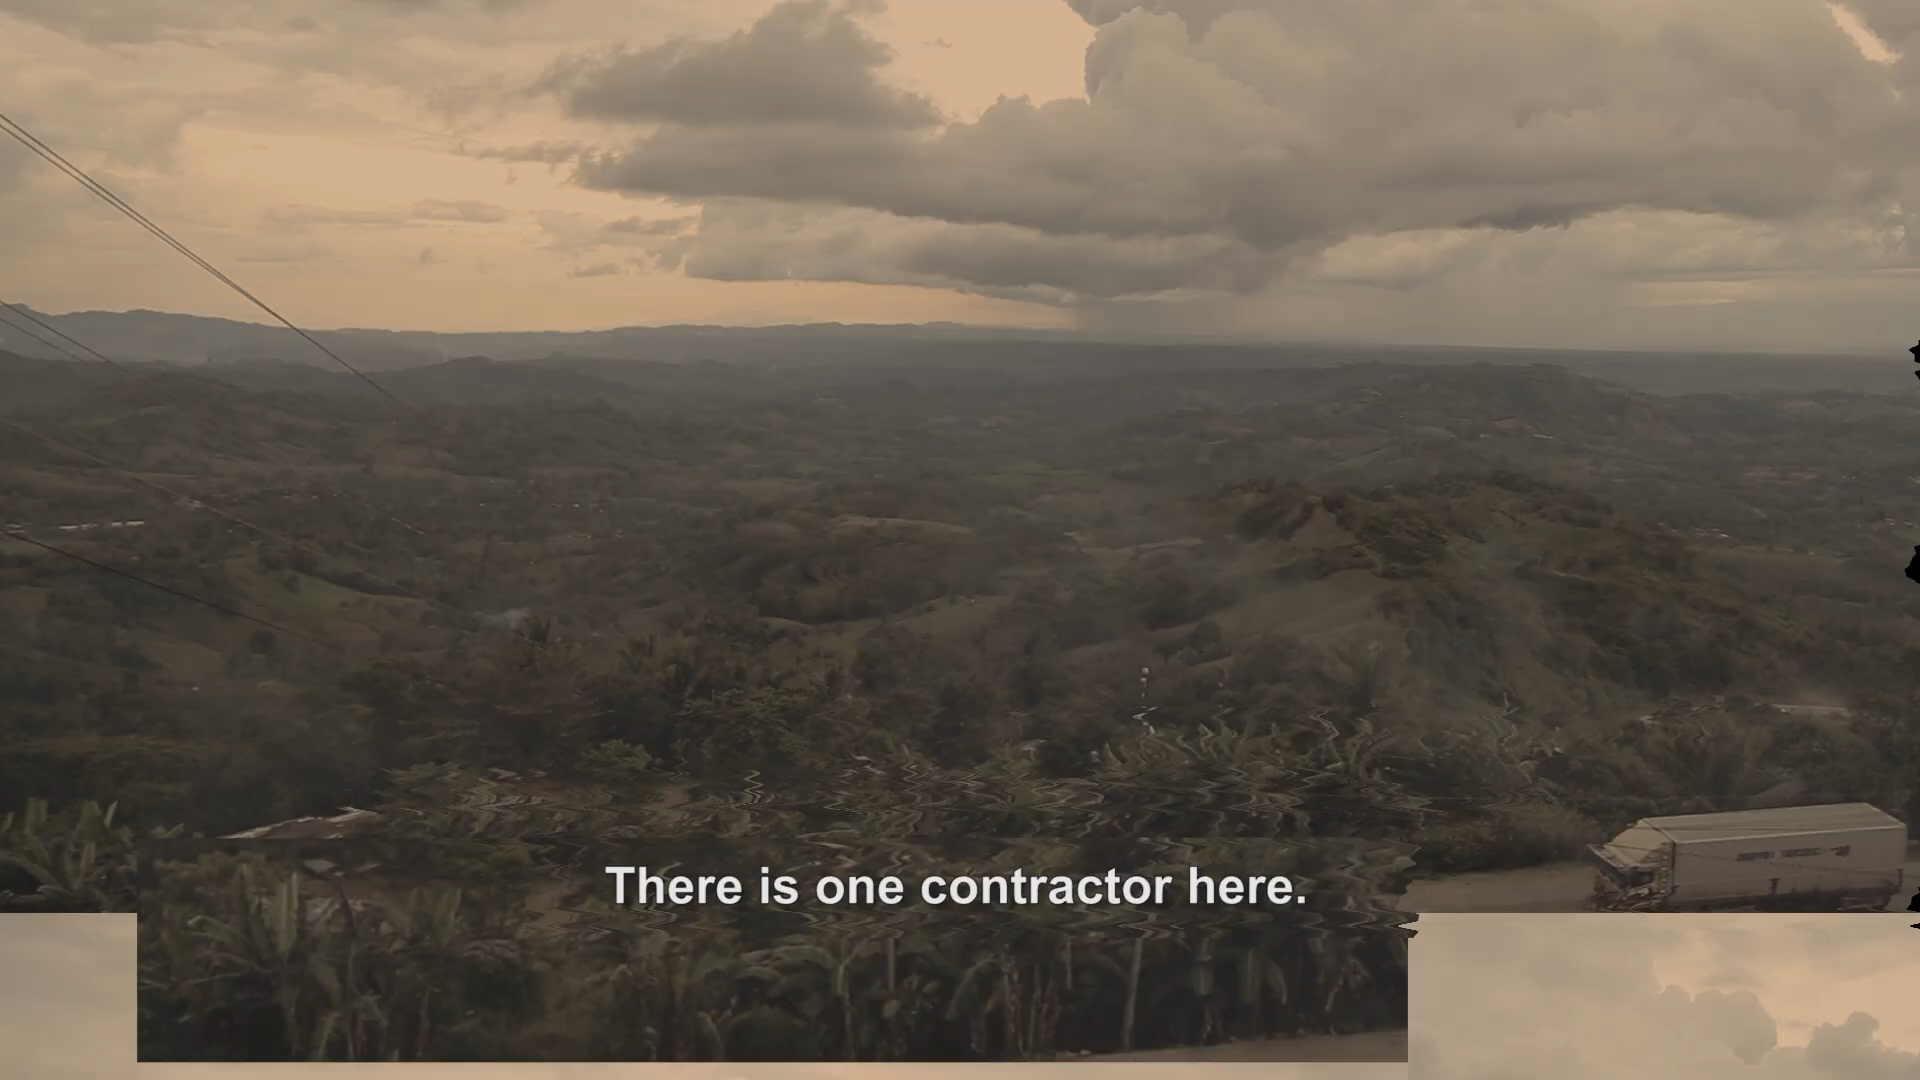 There is one contractor here.